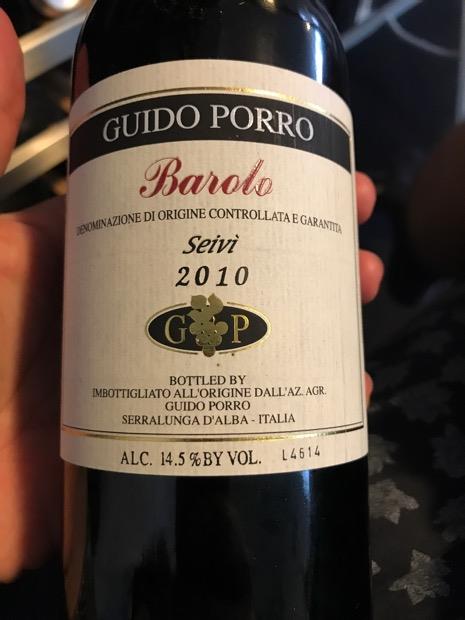 GUIDO PORRO
Barolo
DENOMINAZIONE DI ORIGINE CONTROLLATA E GARANTITA
Seivì
2010
G P
BOTTLED BY
IMBOTTIGLIATO ALL'ORIGINE DALL'AZ. AGR.
GUIDO PORRO
SERRALUNGA D'ALBA - ITALIA
ALC. 14.5% BY VOL. L4614